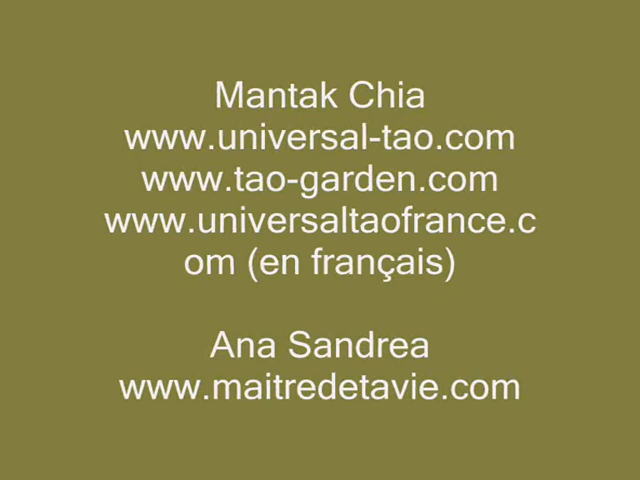 Mantak Chia
www.universal-tao.com
www.tao-garden.com
www.universaltaofrance.c
om (en français)
Ana Sandrea
www.maitredetavie.com